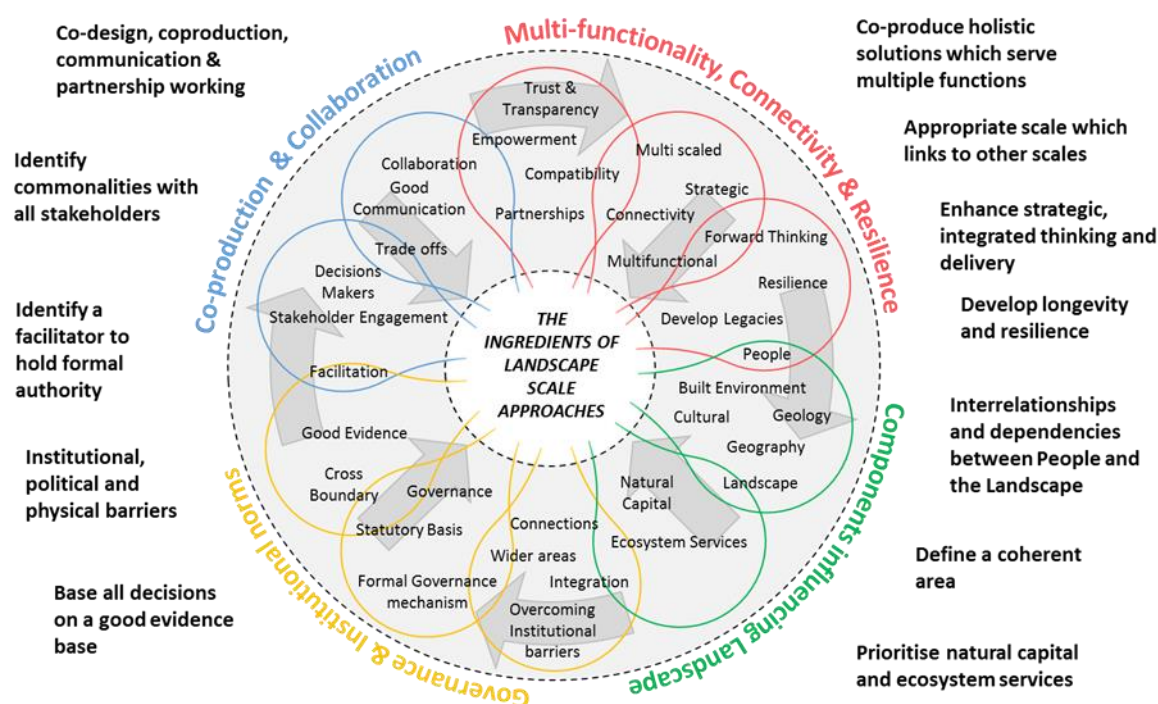 Co-design, coproduction,
communication &
partnership working
Identify
commonalities with
all stakeholders
Identify a
facilitator to
hold formal
authority
Institutional,
political and
physical barriers
Base all decisions
on a good evidence
base
Co-production & Collaboration
Multi-functionality, Connectivity & Resilience
Components influencing Landscape
Governance & Institutional norms
Trust &
Transparency
Empowerment
Compatibility
Partnerships
Collaboration
Good
Communication
Trade offs
Decisions
Makers
Stakeholder Engagement
Facilitation
Multi scaled
Strategic
Connectivity
Forward Thinking
Multifunctional
Resilience
Develop Legacies
People
Built Environment
Cultural
Geology
Geography
Landscape
Natural
Capital
Ecosystem Services
THE
INGREDIENTS OF
LANDSCAPE
SCALE
APPROACHES
Good Evidence
Cross
Boundary
Governance
Statutory Basis
Formal Governance
mechanism
Connections
Wider areas
Integration
Overcoming
Institutional
barriers
Co-produce holistic
solutions which serve
multiple functions
Appropriate scale which
links to other scales
Enhance strategic,
integrated thinking and
delivery
Develop longevity
and resilience
Interrelationships
and dependencies
between People and
the Landscape
Define a coherent
area
Prioritise natural capital
and ecosystem services